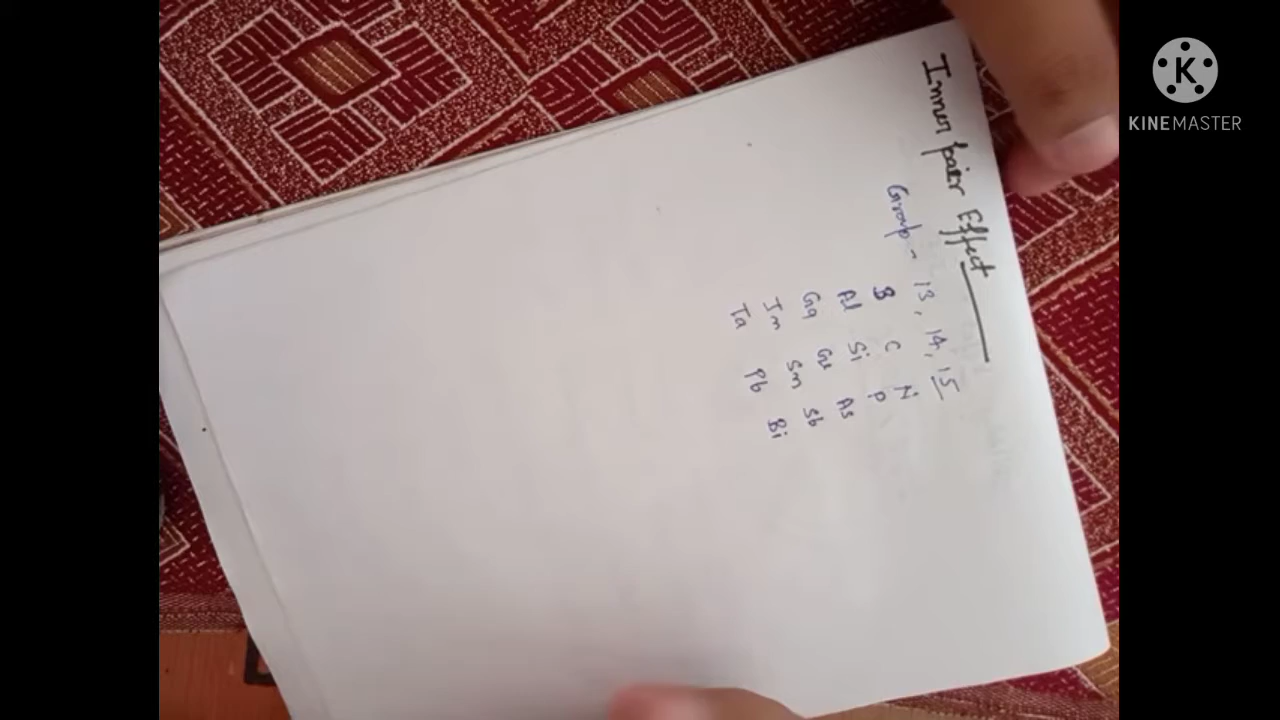 Inner pair Effect
Group - 13, 14, 15
B C N
Al Si P
Ga Ge As
In Sn Sb
Ta Pb Bi
K
KINEMASTER